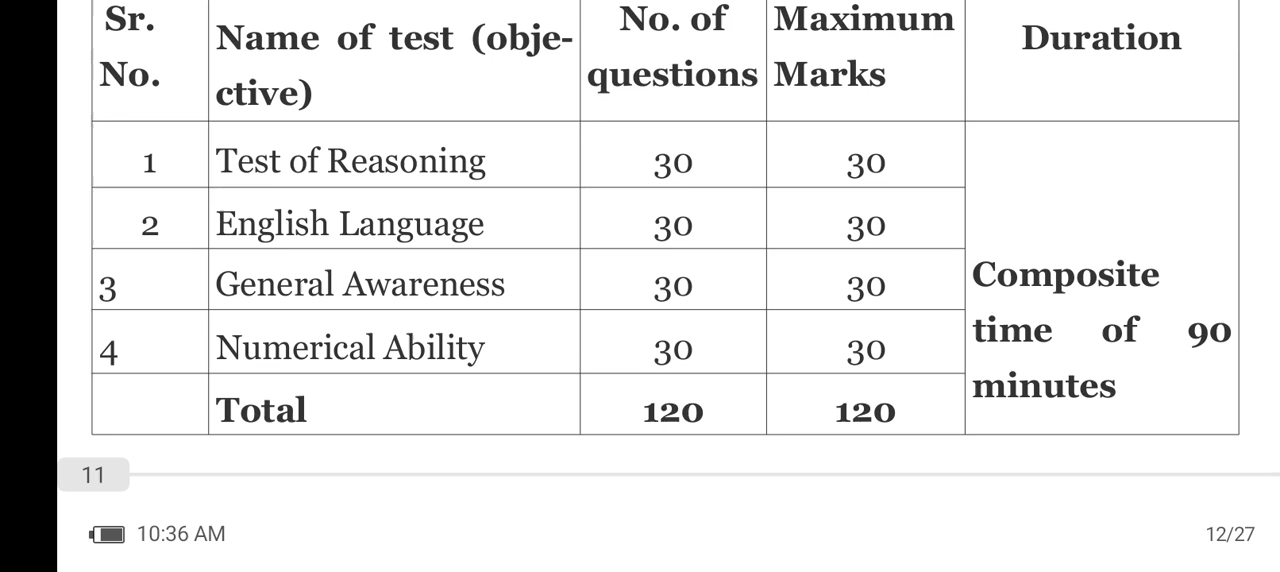 Sr. No. Name of test (obje-ctive) No. of questions Maximum Marks Duration
1 Test of Reasoning 30 30 Composite time of 90 minutes
2 English Language 30 30
3 General Awareness 30 30
4 Numerical Ability 30 30
Total 120 120
11
10:36 AM 12/27